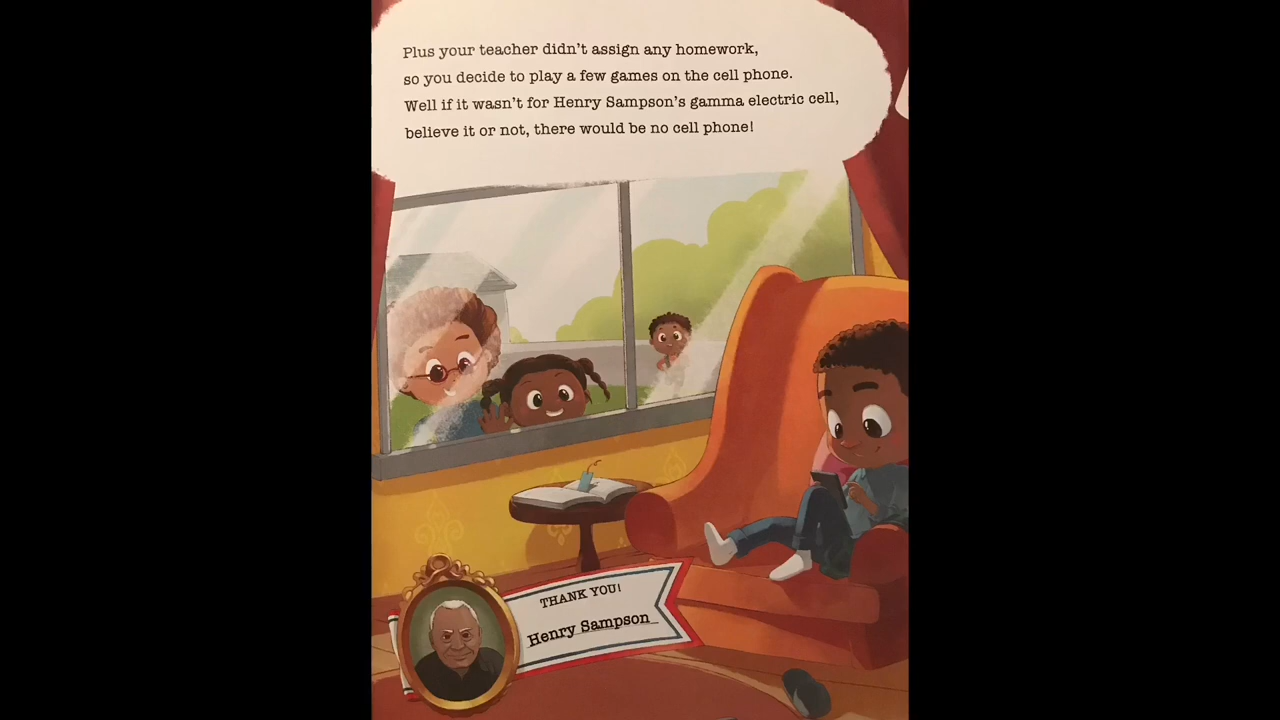 Plus your teacher didn't assign any homework,
so you decide to play a few games on the cell phone.
Well if it wasn't for Henry Sampson's gamma electric cell,
believe it or not, there would be no cell phone!
THANK YOU!
Henry Sampson